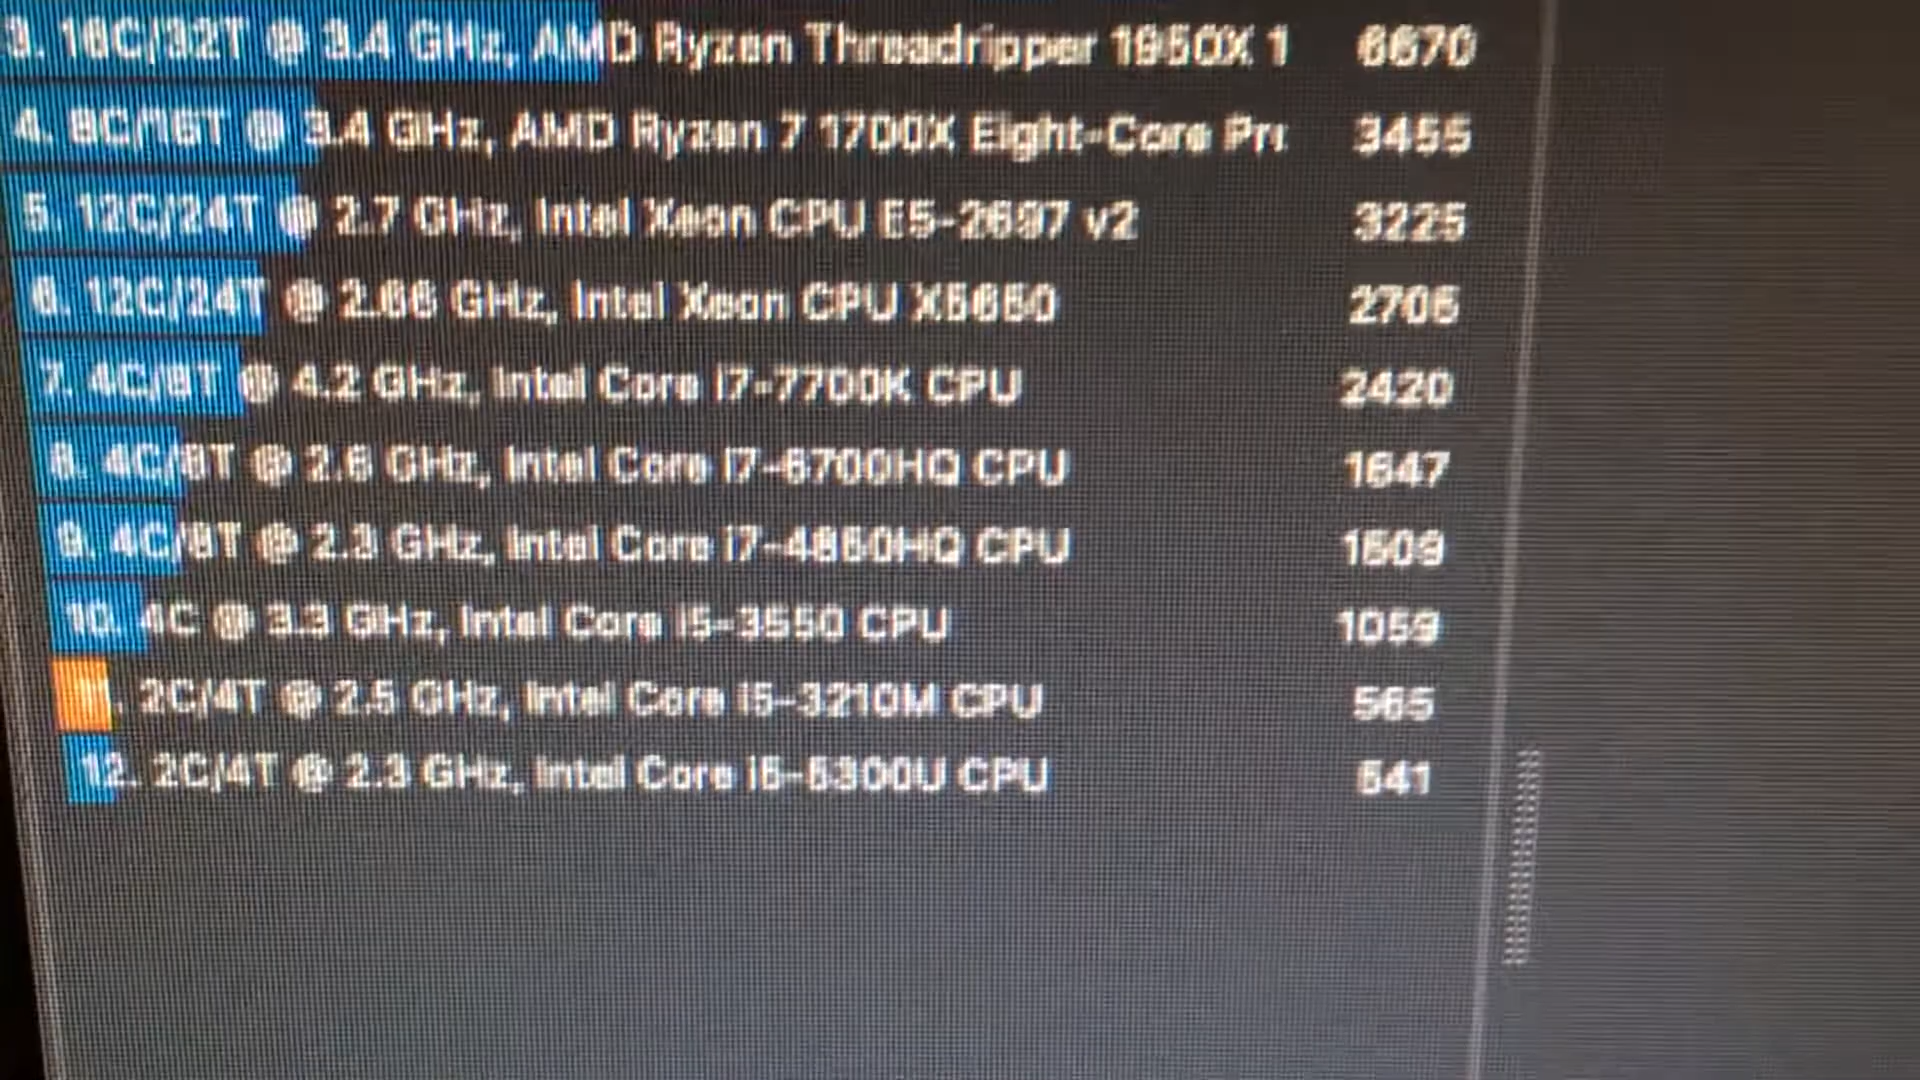 3. 16C/32T @ 3.4 GHz, AMD Ryzen Threadripper 1950X 1 6670
4. 8C/16T @ 3.4 GHz, AMD Ryzen 7 1700X Eight-Core Pro 3455
5. 12C/24T @ 2.7 GHz, Intel Xeon CPU E5-2697 v2 3225
6. 12C/24T @ 2.66 GHz, Intel Xeon CPU X5650 2705
7. 4C/8T @ 4.2 GHz, Intel Core i7-7700K CPU 2420
8. 4C/8T @ 2.6 GHz, Intel Core i7-6700HQ CPU 1647
9. 4C/8T @ 2.3 GHz, Intel Core i7-4850HQ CPU 1509
10. 4C @ 3.3 GHz, Intel Core i5-3550 CPU 1059
11. 2C/4T @ 2.5 GHz, Intel Core i5-3210M CPU 565
12. 2C/4T @ 2.3 GHz, Intel Core i5-5300U CPU 541